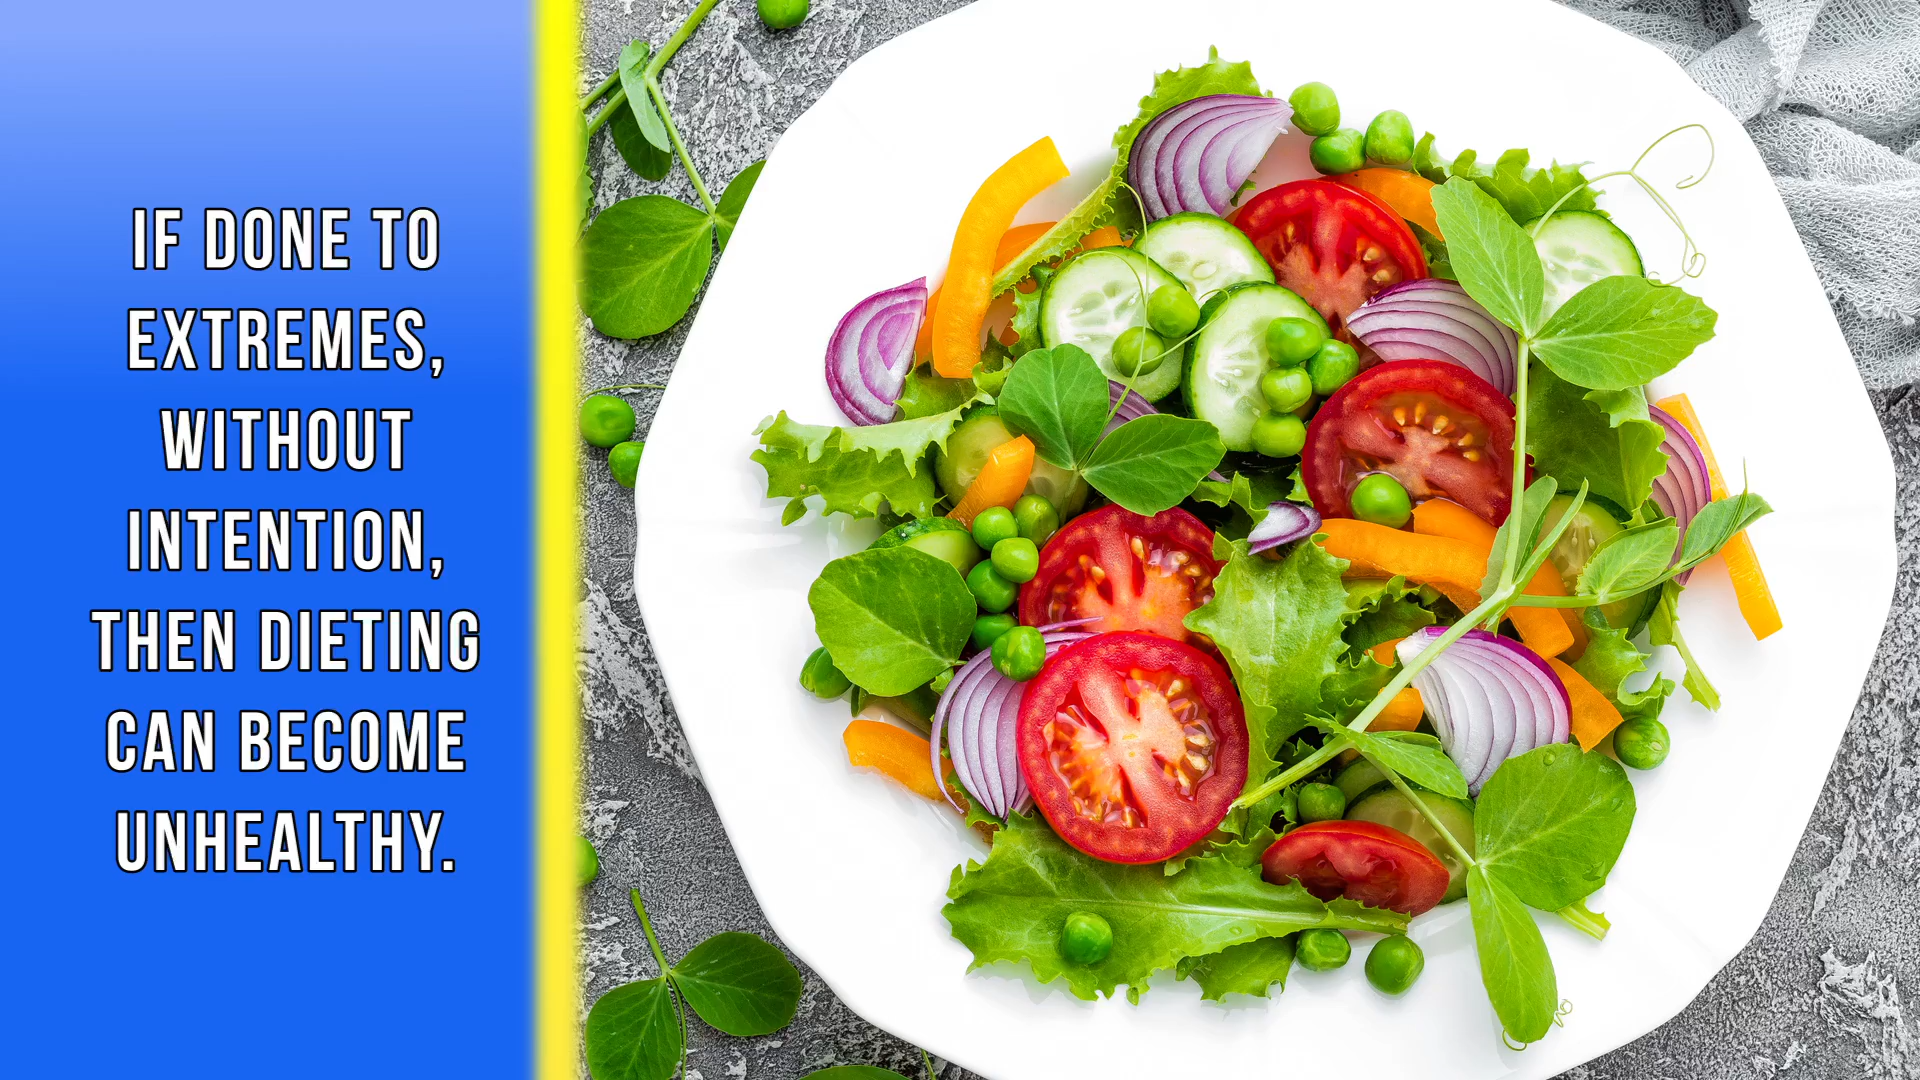 IF DONE TO
EXTREMES,
WITHOUT
INTENTION,
THEN DIETING
CAN BECOME
UNHEALTHY.